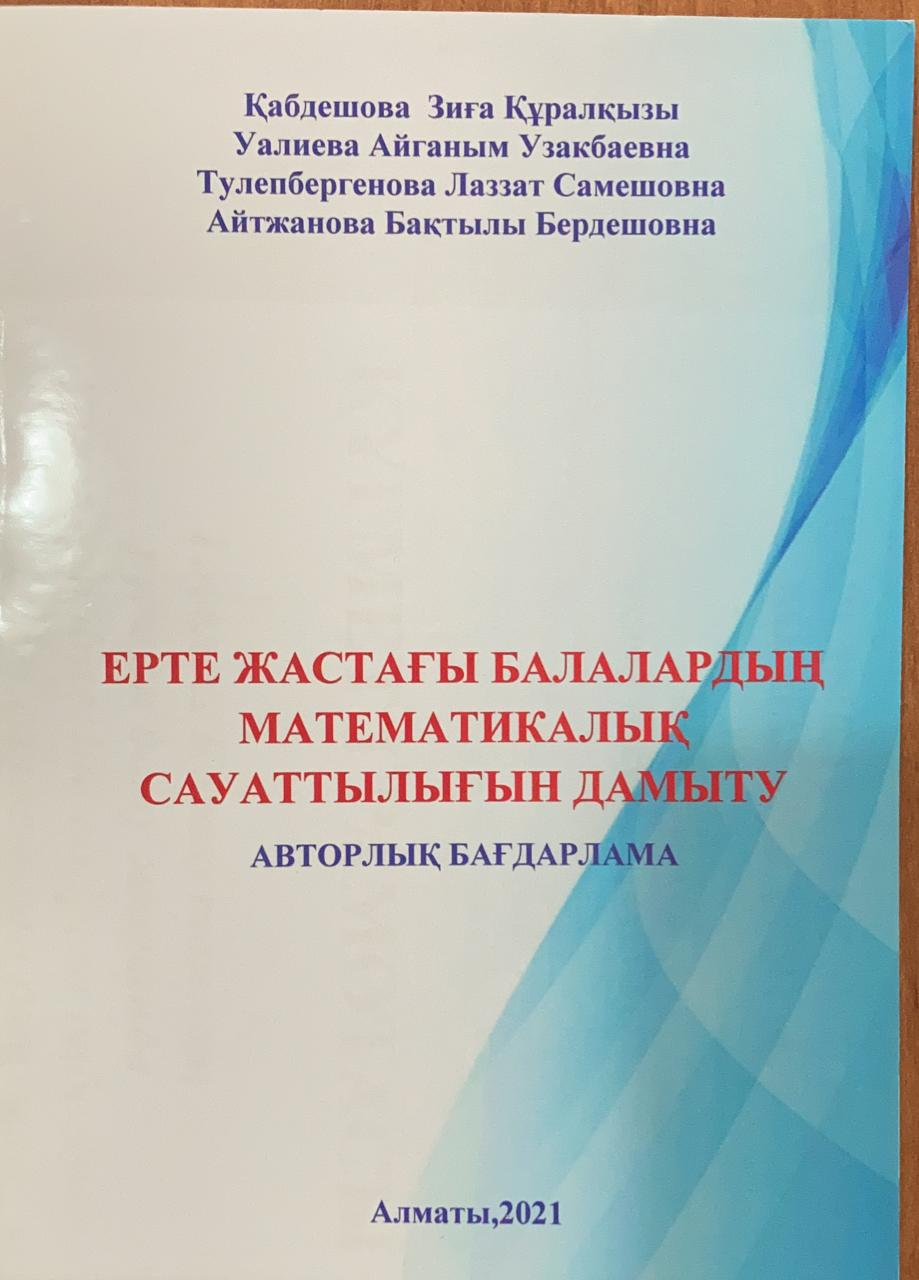 Қабдешова Зиға Құралқызы
Уалиева Айганым Узакбаевна
Тулепбергенова Лаззат Самешовна
Айтжанова Бақтылы Бердешовна
ЕРТЕ ЖАСТАҒЫ БАЛАЛАРДЫҢ
МАТЕМАТИКАЛЫҚ
САУАТТЫЛЫҒЫН ДАМЫТУ
АВТОРЛЫҚ БАҒДАРЛАМА
Алматы,2021